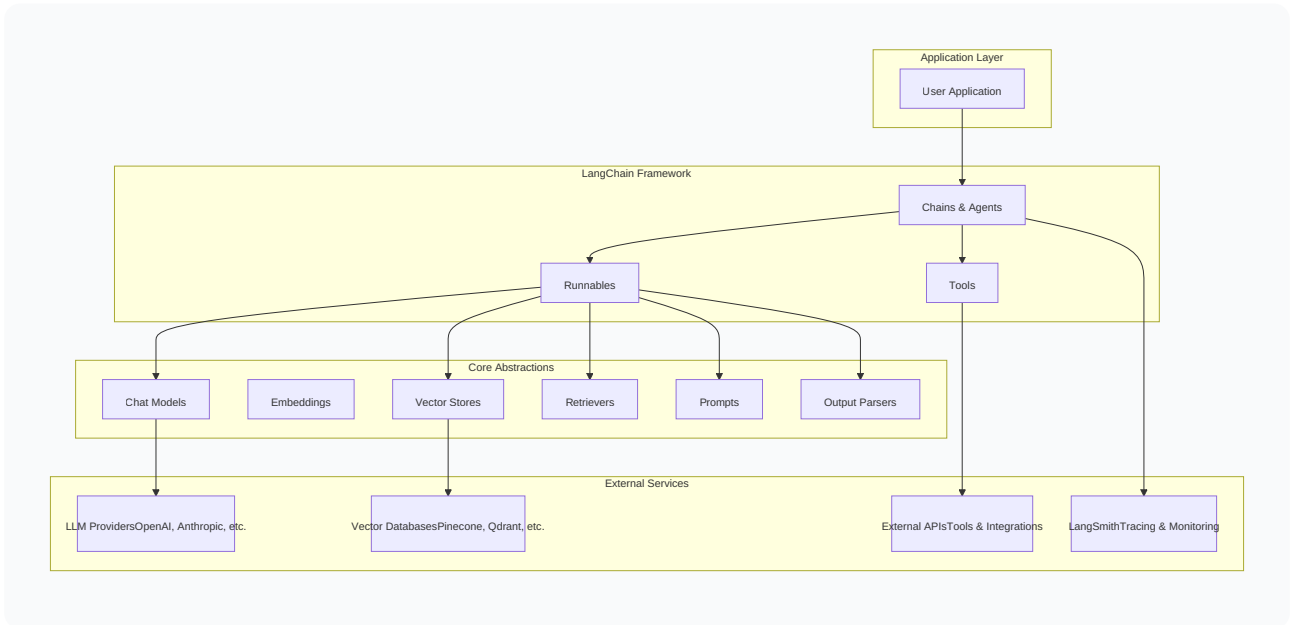 Application Layer
User Application
LangChain Framework
Chains & Agents
Runnables
Tools
Core Abstractions
Chat Models
Embeddings
Vector Stores
Retrievers
Prompts
Output Parsers
External Services
LLM ProvidersOpenAI, Anthropic, etc.
Vector DatabasesPinecone, Qdrant, etc.
External APIsTools & Integrations
LangSmithTracing & Monitoring